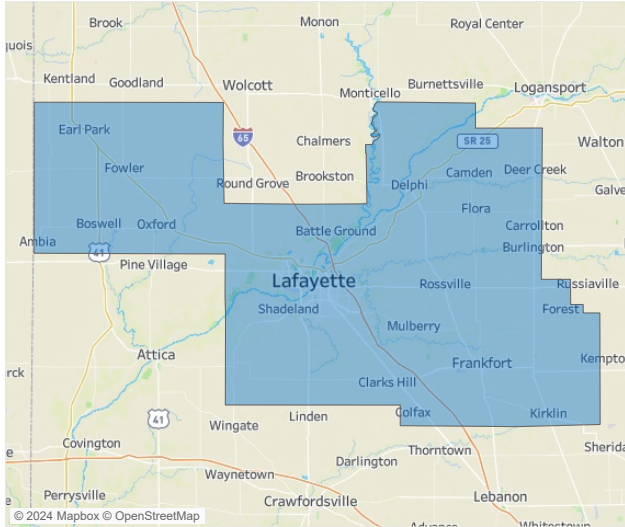 Brook
Monon
Royal Center
quois
Kentland
Goodland
Wolcott
Monticello
Burnettsville
Logansport
Earl Park
65
Chalmers
SR 25
Walton
Fowler
Round Grove
Brookston
Delphi
Camden
Deer Creek
Galve
Flora
Boswell
Oxford
Battle Ground
Carrollton
Ambia
41
Burlington
Pine Village
Lafayette
Rossville
Russiaville
Shadeland
Forest
Mulberry
Attica
Frankfort
Kempto
rck
Clarks Hill
41
Wingate
Linden
Colfax
Kirklin
Covington
Thorntown
Sherida
Darlington
e
Waynetown
Perrysville
Crawfordsville
Lebanon
Advance
Whitestown
© 2024 Mapbox © OpenStreetMap